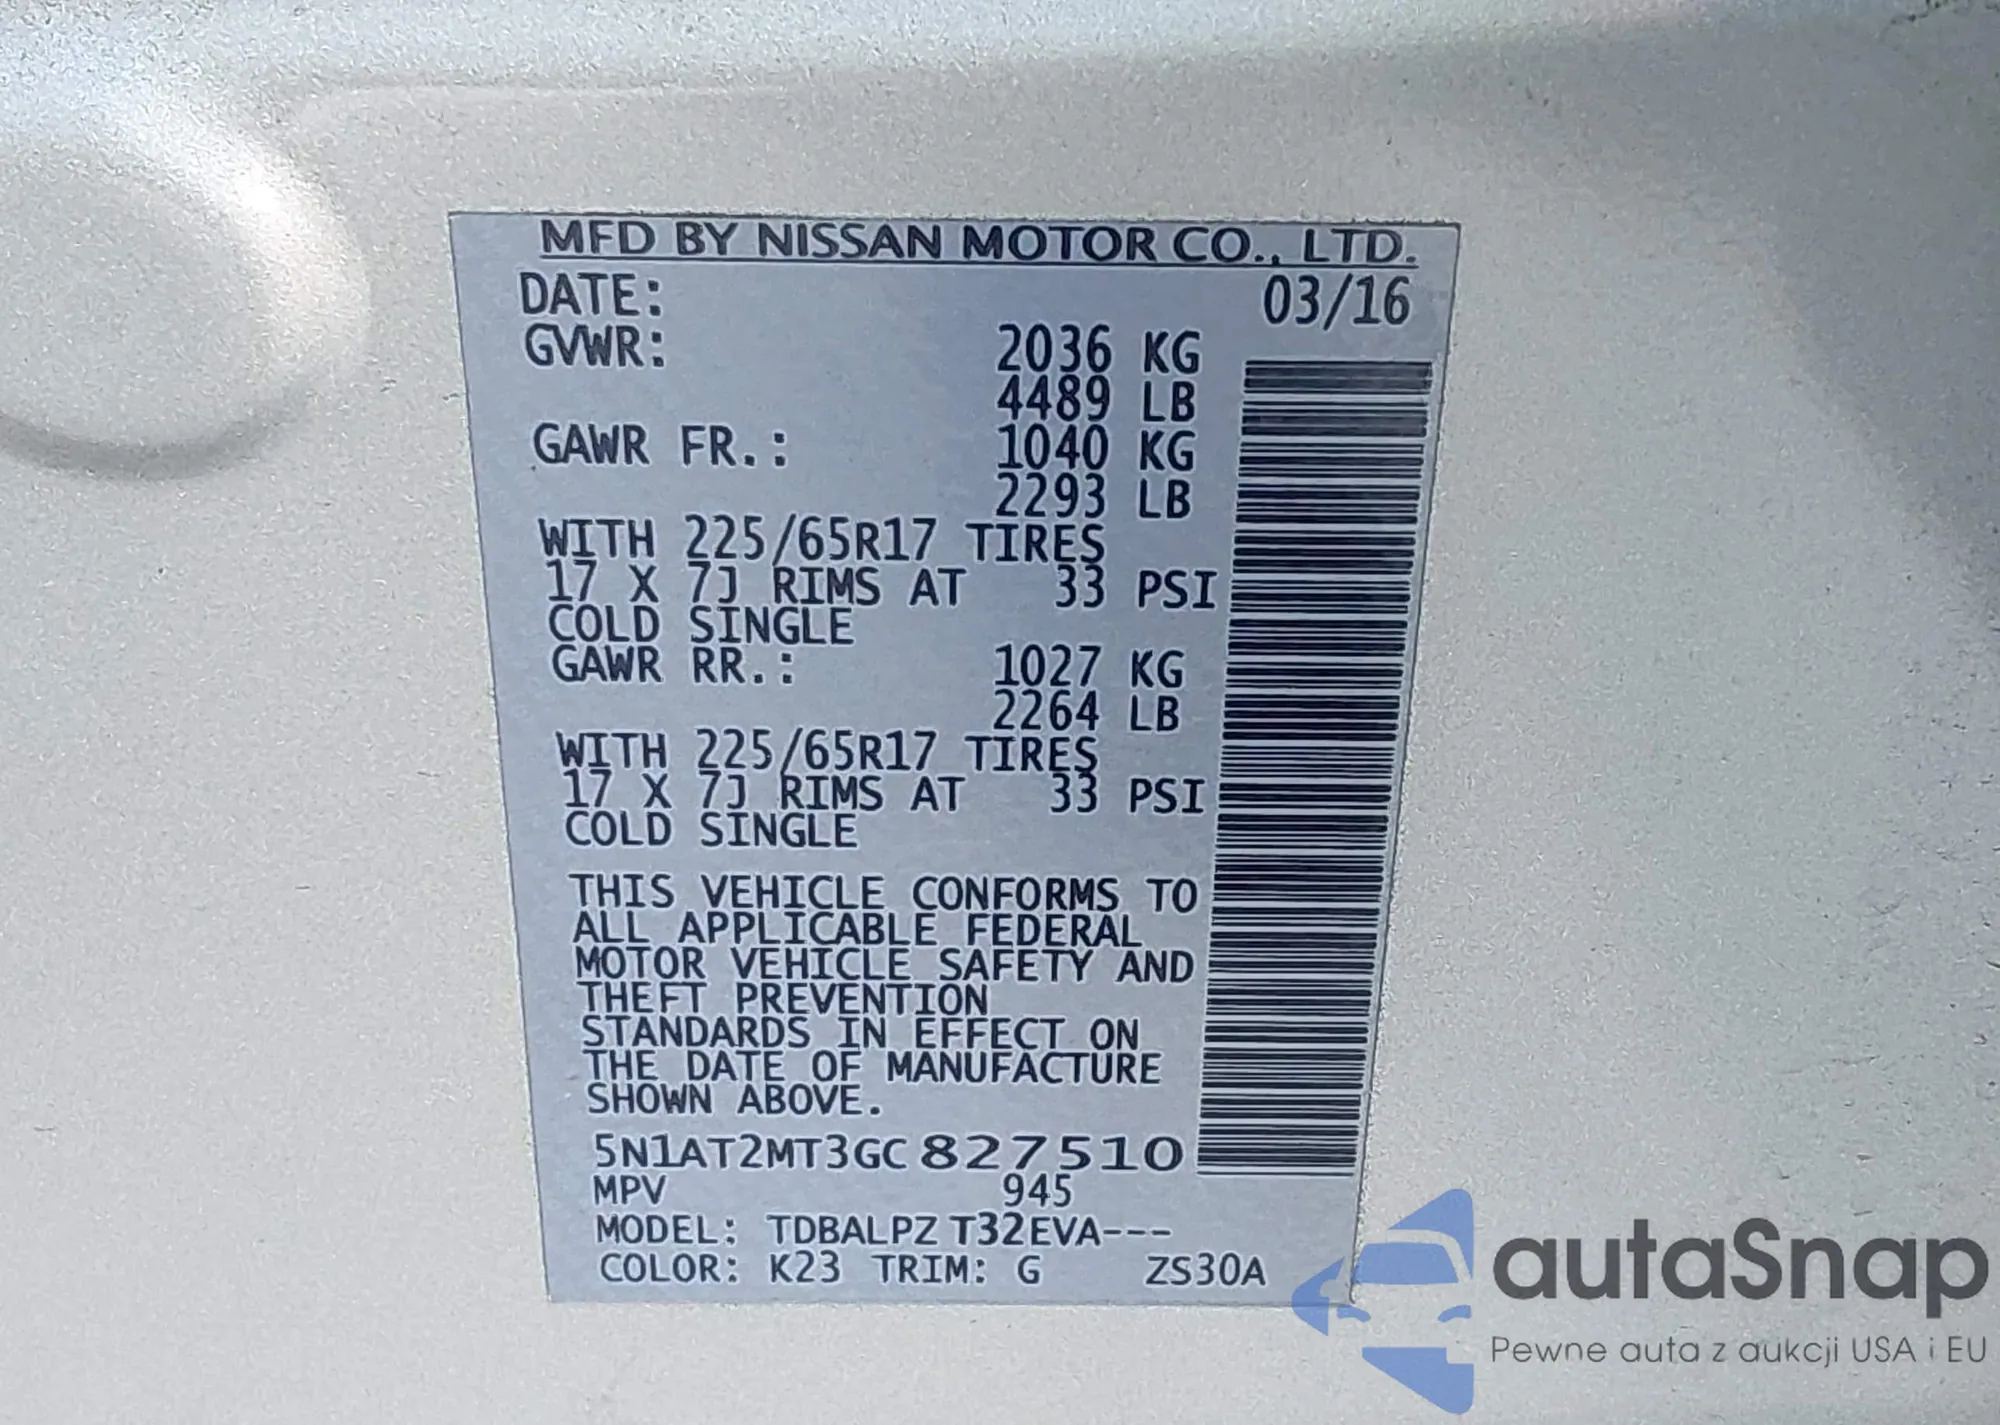 MFD BY NISSAN MOTOR CO., LTD.
DATE: 03/16
GVWR: 2036 KG
4489 LB
GAWR FR.: 1040 KG
2293 LB
WITH 225/65R17 TIRES
17 X 7J RIMS AT 33 PSI
COLD SINGLE
GAWR RR.: 1027 KG
2264 LB
WITH 225/65R17 TIRES
17 X 7J RIMS AT 33 PSI
COLD SINGLE
THIS VEHICLE CONFORMS TO
ALL APPLICABLE FEDERAL
MOTOR VEHICLE SAFETY AND
THEFT PREVENTION
STANDARDS IN EFFECT ON
THE DATE OF MANUFACTURE
SHOWN ABOVE.
5N1AT2MT3GC827510
MPV 945
MODEL: TDBALPZ T32EVA---
COLOR: K23 TRIM: G ZS30A
autaSnap
Pewne auta z aukcji USA i EU